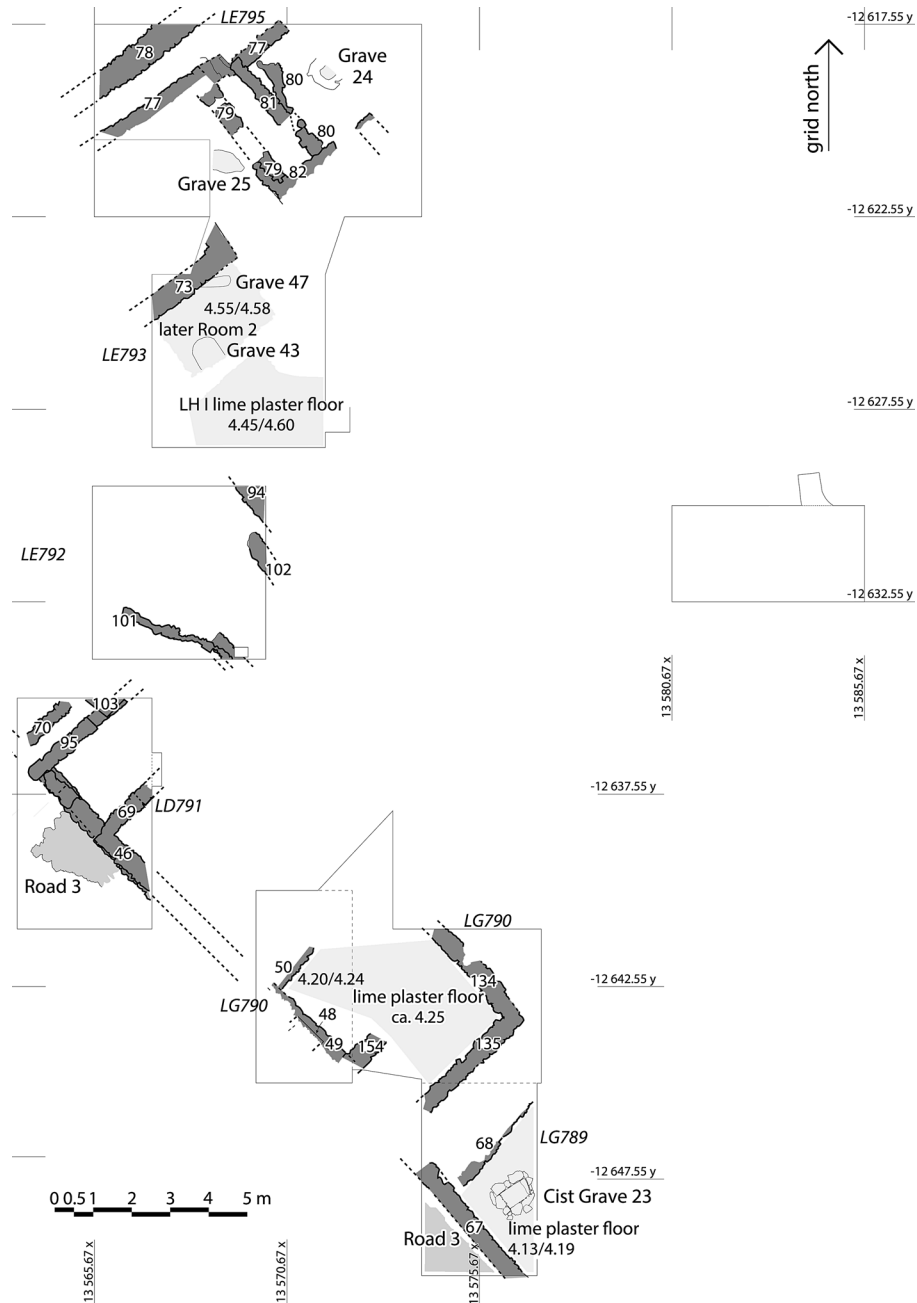 LE795
-12 617.55 y
78
77
Grave
24
80
grid north
77
81
79
80
79
82
Grave 25
-12 622.55 y
73
Grave 47
4.55/4.58
later Room 2
LE793
Grave 43
LH I lime plaster floor
4.45/4.60
-12 627.55 y
94
LE792
102
-12 632.55 y
101
13 580.67 x
13 585.67 x
103
70
95
-12 637.55 y
69
LD791
46
Road 3
LG790
50
4.20/4.24
134
-12 642.55 y
LG790
lime plaster floor
48
ca. 4.25
49
154
135
68
LG789
-12 647.55 y
0 0.5 1 2 3 4 5 m
Cist Grave 23
67
lime plaster floor
Road 3
4.13/4.19
13 565.67 x
13 570.67 x
13 575.67 x